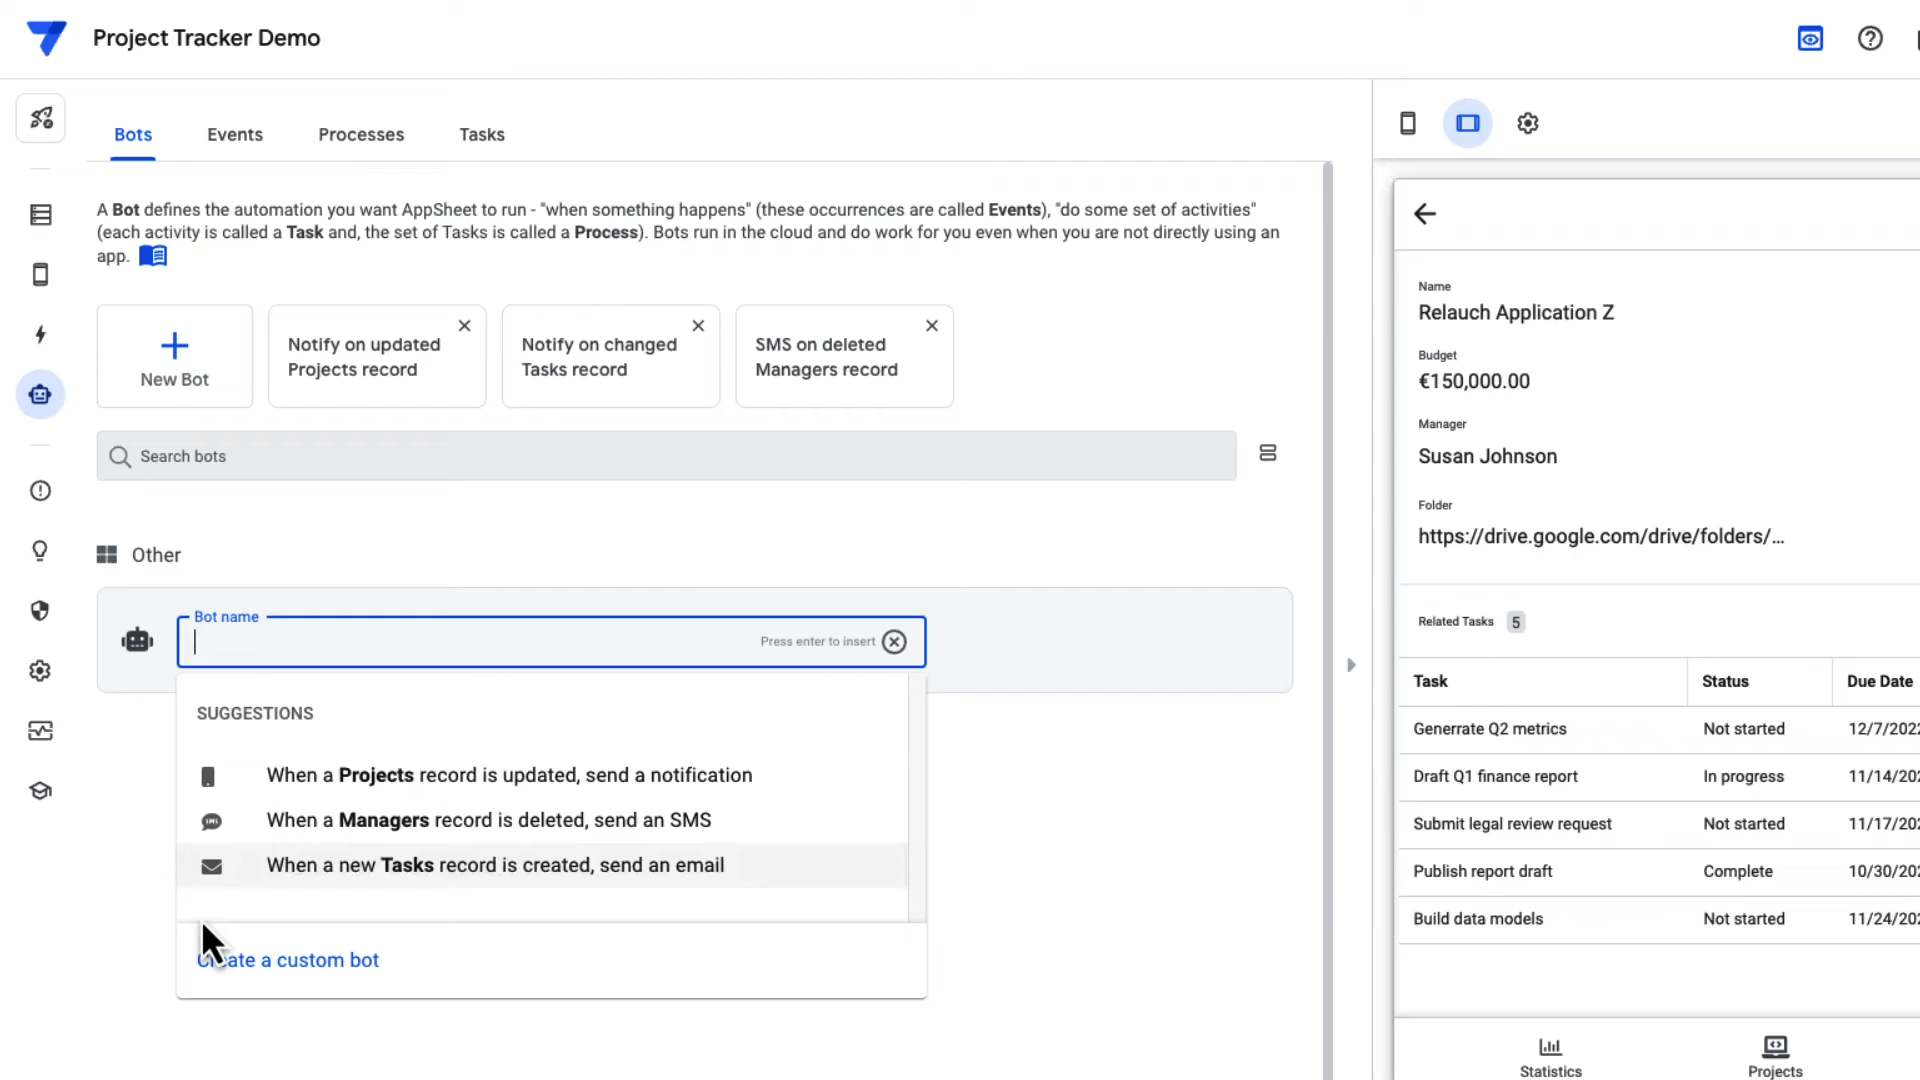 Project Tracker Demo
Bots
Events
Processes
Tasks
A Bot defines the automation you want AppSheet to run - "when something happens" (these occurrences are called Events), "do some set of activities"
(each activity is called a Task and, the set of Tasks is called a Process). Bots run in the cloud and do work for you even when you are not directly using an
app.
New Bot
Notify on updated
Projects record
Notify on changed
Tasks record
SMS on deleted
Managers record
Search bots
Other
Bot name
Press enter to insert
SUGGESTIONS
When a Projects record is updated, send a notification
SMS
When a Managers record is deleted, send an SMS
When a new Tasks record is created, send an email
Create a custom bot
Name
Relauch Application Z
Budget
€150,000.00
Manager
Susan Johnson
Folder
https://drive.google.com/drive/folders/...
Related Tasks 5
Task Status Due Date
Generrate Q2 metrics Not started 12/7/2022
Draft Q1 finance report In progress 11/14/202
Submit legal review request Not started 11/17/202
Publish report draft Complete 10/30/202
Build data models Not started 11/24/202
Statistics
Projects